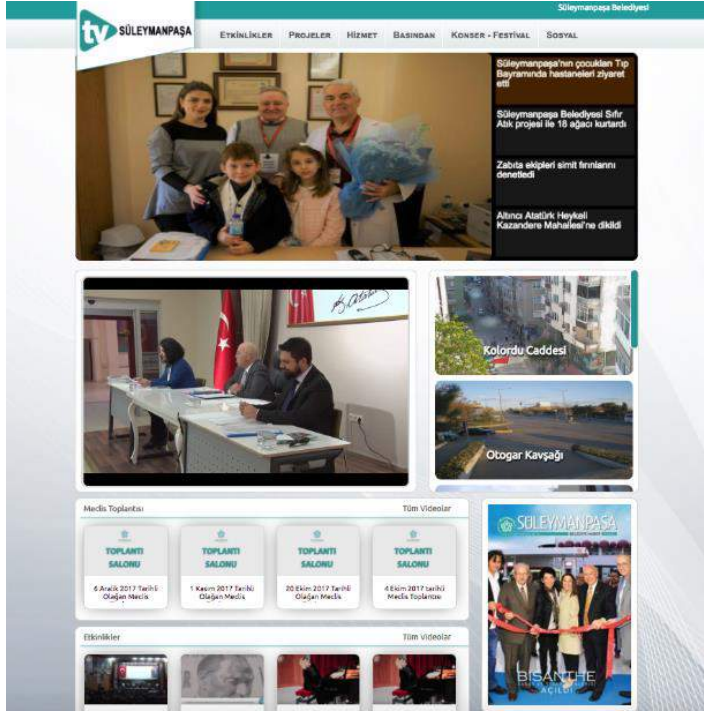 Süleymanpaşa Belediyesi
tv SÜLEYMANPAŞA
ETKİNLİKLER PROJELER HİZMET BASINDAN KONSER - FESTİVAL SOSYAL
Süleymanpaşa'nın çocukları Tıp
Bayramında hastaneleri ziyaret
etti
Süleymanpaşa Belediyesi Sıfır
Atık projesi ile 18 ağacı kurtardı
Zabıta ekipleri simit fırınlarını
denetledi
Altıncı Atatürk Heykeli
Kazandere Mahallesi'ne dikildi
Kolordu Caddesi
Otogar Kavşağı
Meclis Toplantısı Tüm Videolar
TOPLANTI
SALONU
6 Aralık 2017 Tarihli
Olağan Meclis
TOPLANTI
SALONU
1 Kasım 2017 Tarihli
Olağan Meclis
TOPLANTI
SALONU
20 Ekim 2017 Tarihli
Olağan Meclis
TOPLANTI
SALONU
4 Ekim 2017 tarihli
Meclis Toplantısı
SÜLEYMANPAŞA
BISANTHE
AÇILDI
Etkinlikler Tüm Videolar